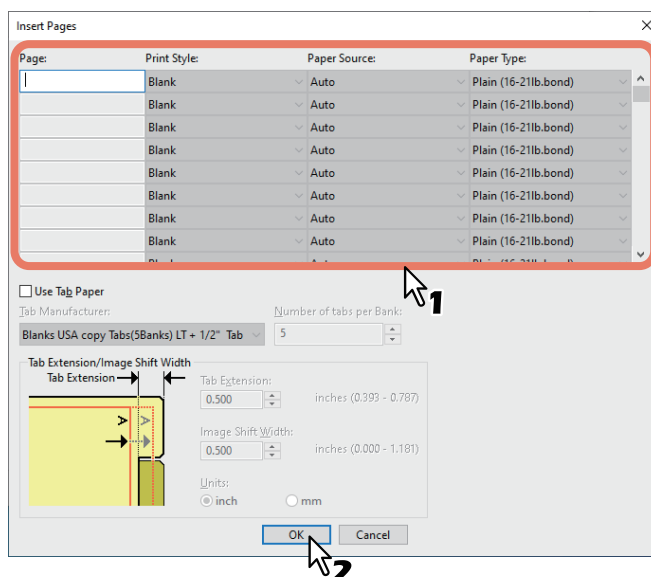 Insert Pages
Page: Print Style: Paper Source: Paper Type:
Blank Auto Plain (16-21lb.bond)
Blank Auto Plain (16-21lb.bond)
Blank Auto Plain (16-21lb.bond)
Blank Auto Plain (16-21lb.bond)
Blank Auto Plain (16-21lb.bond)
Blank Auto Plain (16-21lb.bond)
Blank Auto Plain (16-21lb.bond)
Blank Auto Plain (16-21lb.bond)
1
Use Tab Paper
Tab Manufacturer: Number of tabs per Bank:
Blanks USA copy Tabs(5Banks) LT + 1/2" Tab 5
Tab Extension/Image Shift Width
Tab Extension
Tab Extension:
0.500 inches (0.393 - 0.787)
A A
Image Shift Width:
0.500 inches (0.000 - 1.181)
Units:
inch mm
OK Cancel
2